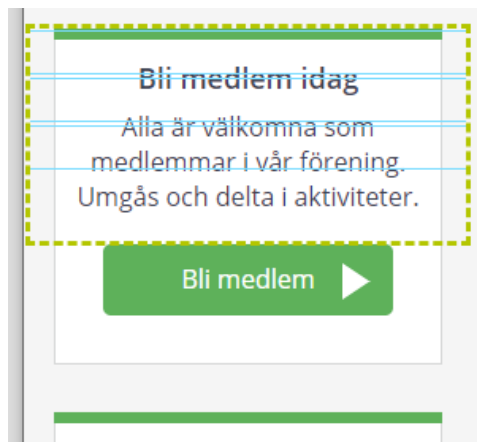 Bli medlem idag
Alla är välkomna som
medlemmar i vår förening.
Umgås och delta i aktiviteter.
Bli medlem